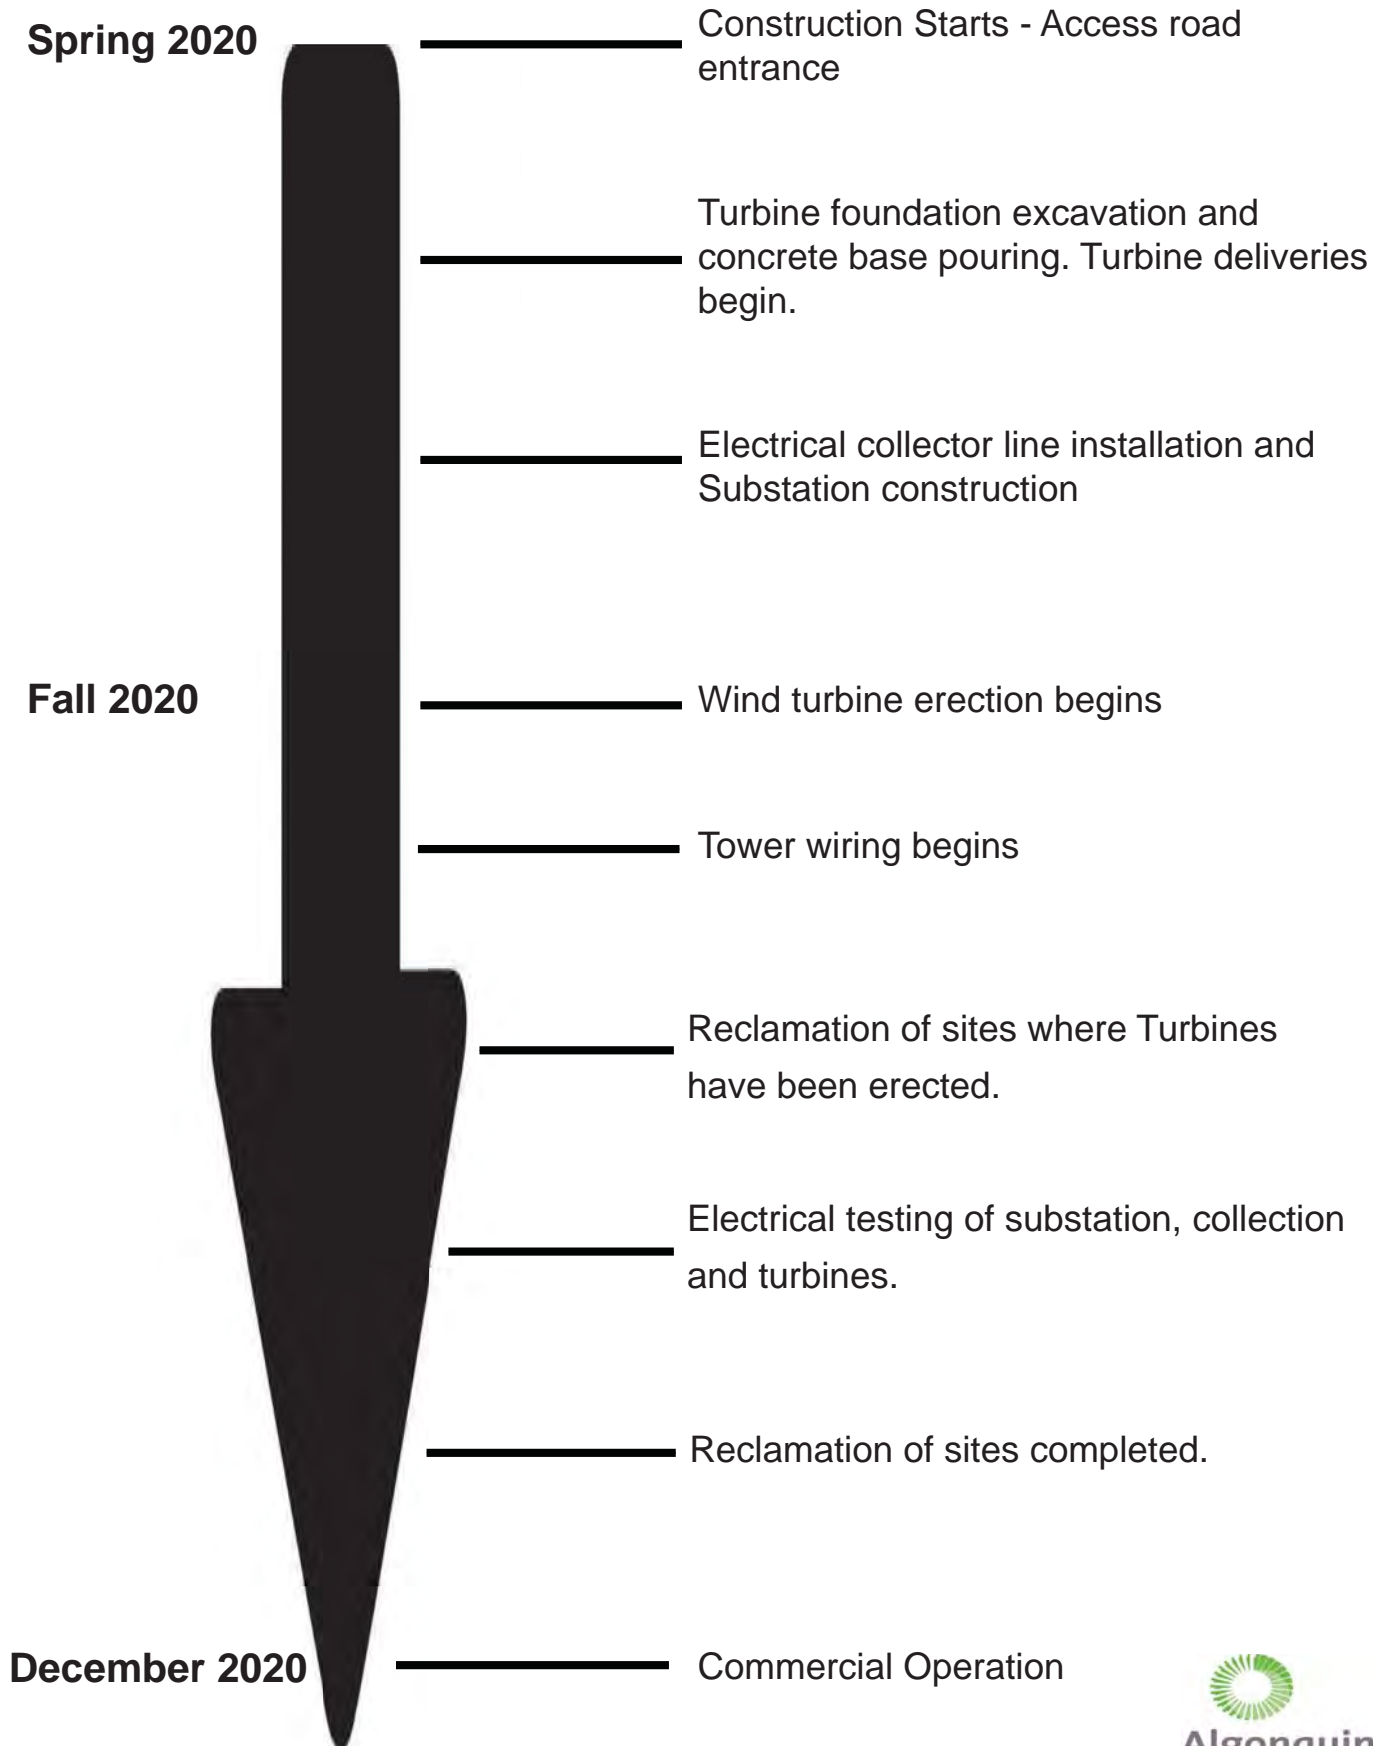 Spring 2020
Construction Starts - Access road
entrance
Turbine foundation excavation and
concrete base pouring. Turbine deliveries
begin.
Electrical collector line installation and
Substation construction
Fall 2020
Wind turbine erection begins
Tower wiring begins
Reclamation of sites where Turbines
have been erected.
Electrical testing of substation, collection
and turbines.
Reclamation of sites completed.
December 2020
Commercial Operation
Algonquin